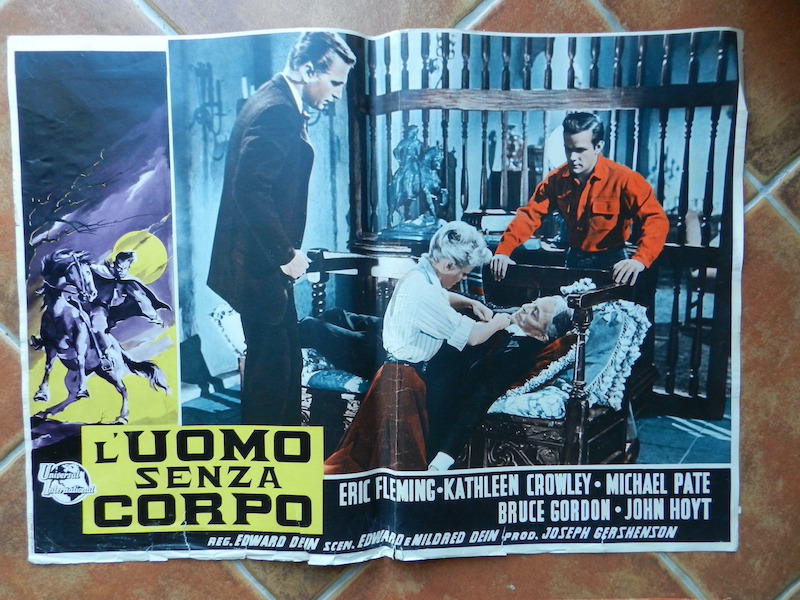 L'UOMO
SENZA
CORPO
Universal
International
ERIC FLEMING · KATHLEEN CROWLEY · MICHAEL PATE
BRUCE GORDON · JOHN HOYT
REG. EDWARD DEIN SCEN. EDWARD E MILDRED DEIN PROD. JOSEPH GERSHENSON